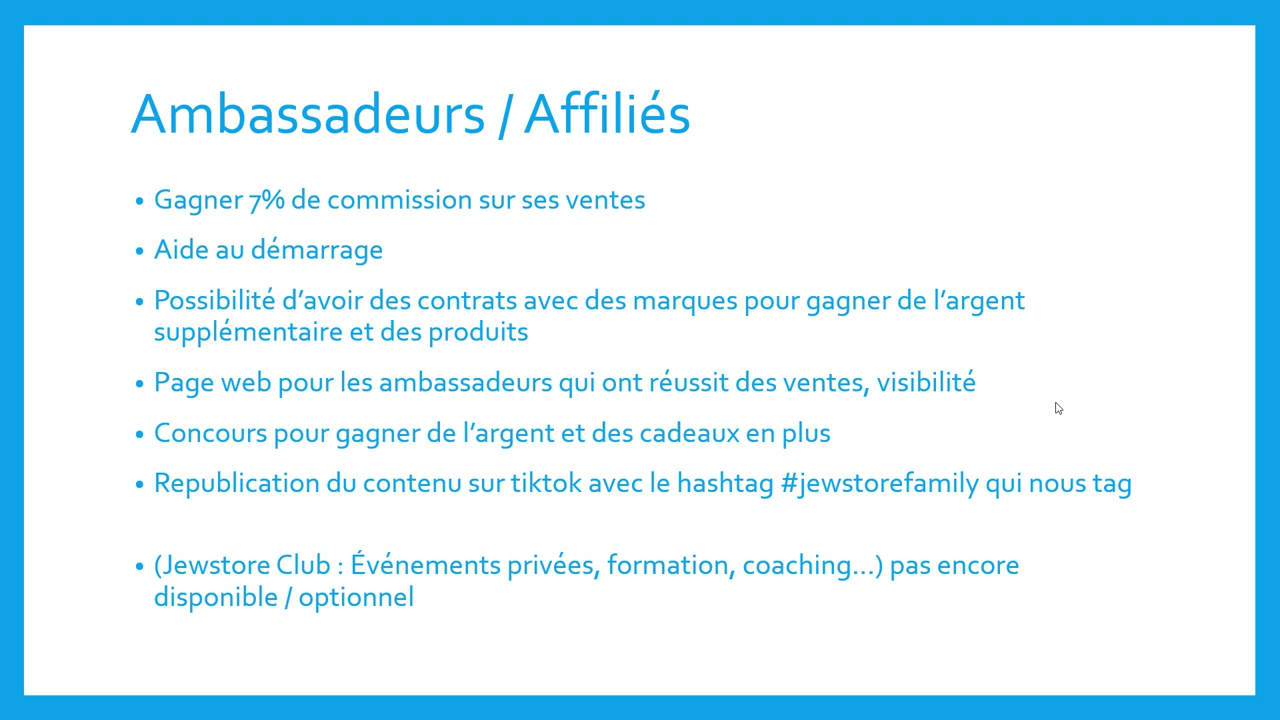 Ambassadeurs / Affiliés
• Gagner 7% de commission sur ses ventes
• Aide au démarrage
• Possibilité d’avoir des contrats avec des marques pour gagner de l’argent
supplémentaire et des produits
• Page web pour les ambassadeurs qui ont réussit des ventes, visibilité
• Concours pour gagner de l’argent et des cadeaux en plus
• Republication du contenu sur tiktok avec le hashtag #jewstorefamily qui nous tag
• (Jewstore Club : Événements privées, formation, coaching…) pas encore
disponible / optionnel